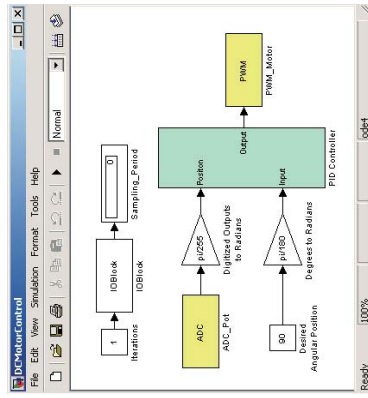 DCMotorControl
File Edit View Simulation Format Tools Help
Normal
1
Iterations
IOBlock
IOBlock
0
Sampling_Period
ADC
ADC_Pot
pi/255
Digitized Outputs
to Radians
90
Desired
Angular Position
pi/180
Degrees to Radians
Position
Input
Output
PID Controller
PWM
PWM_Motor
Ready
100%
ode4